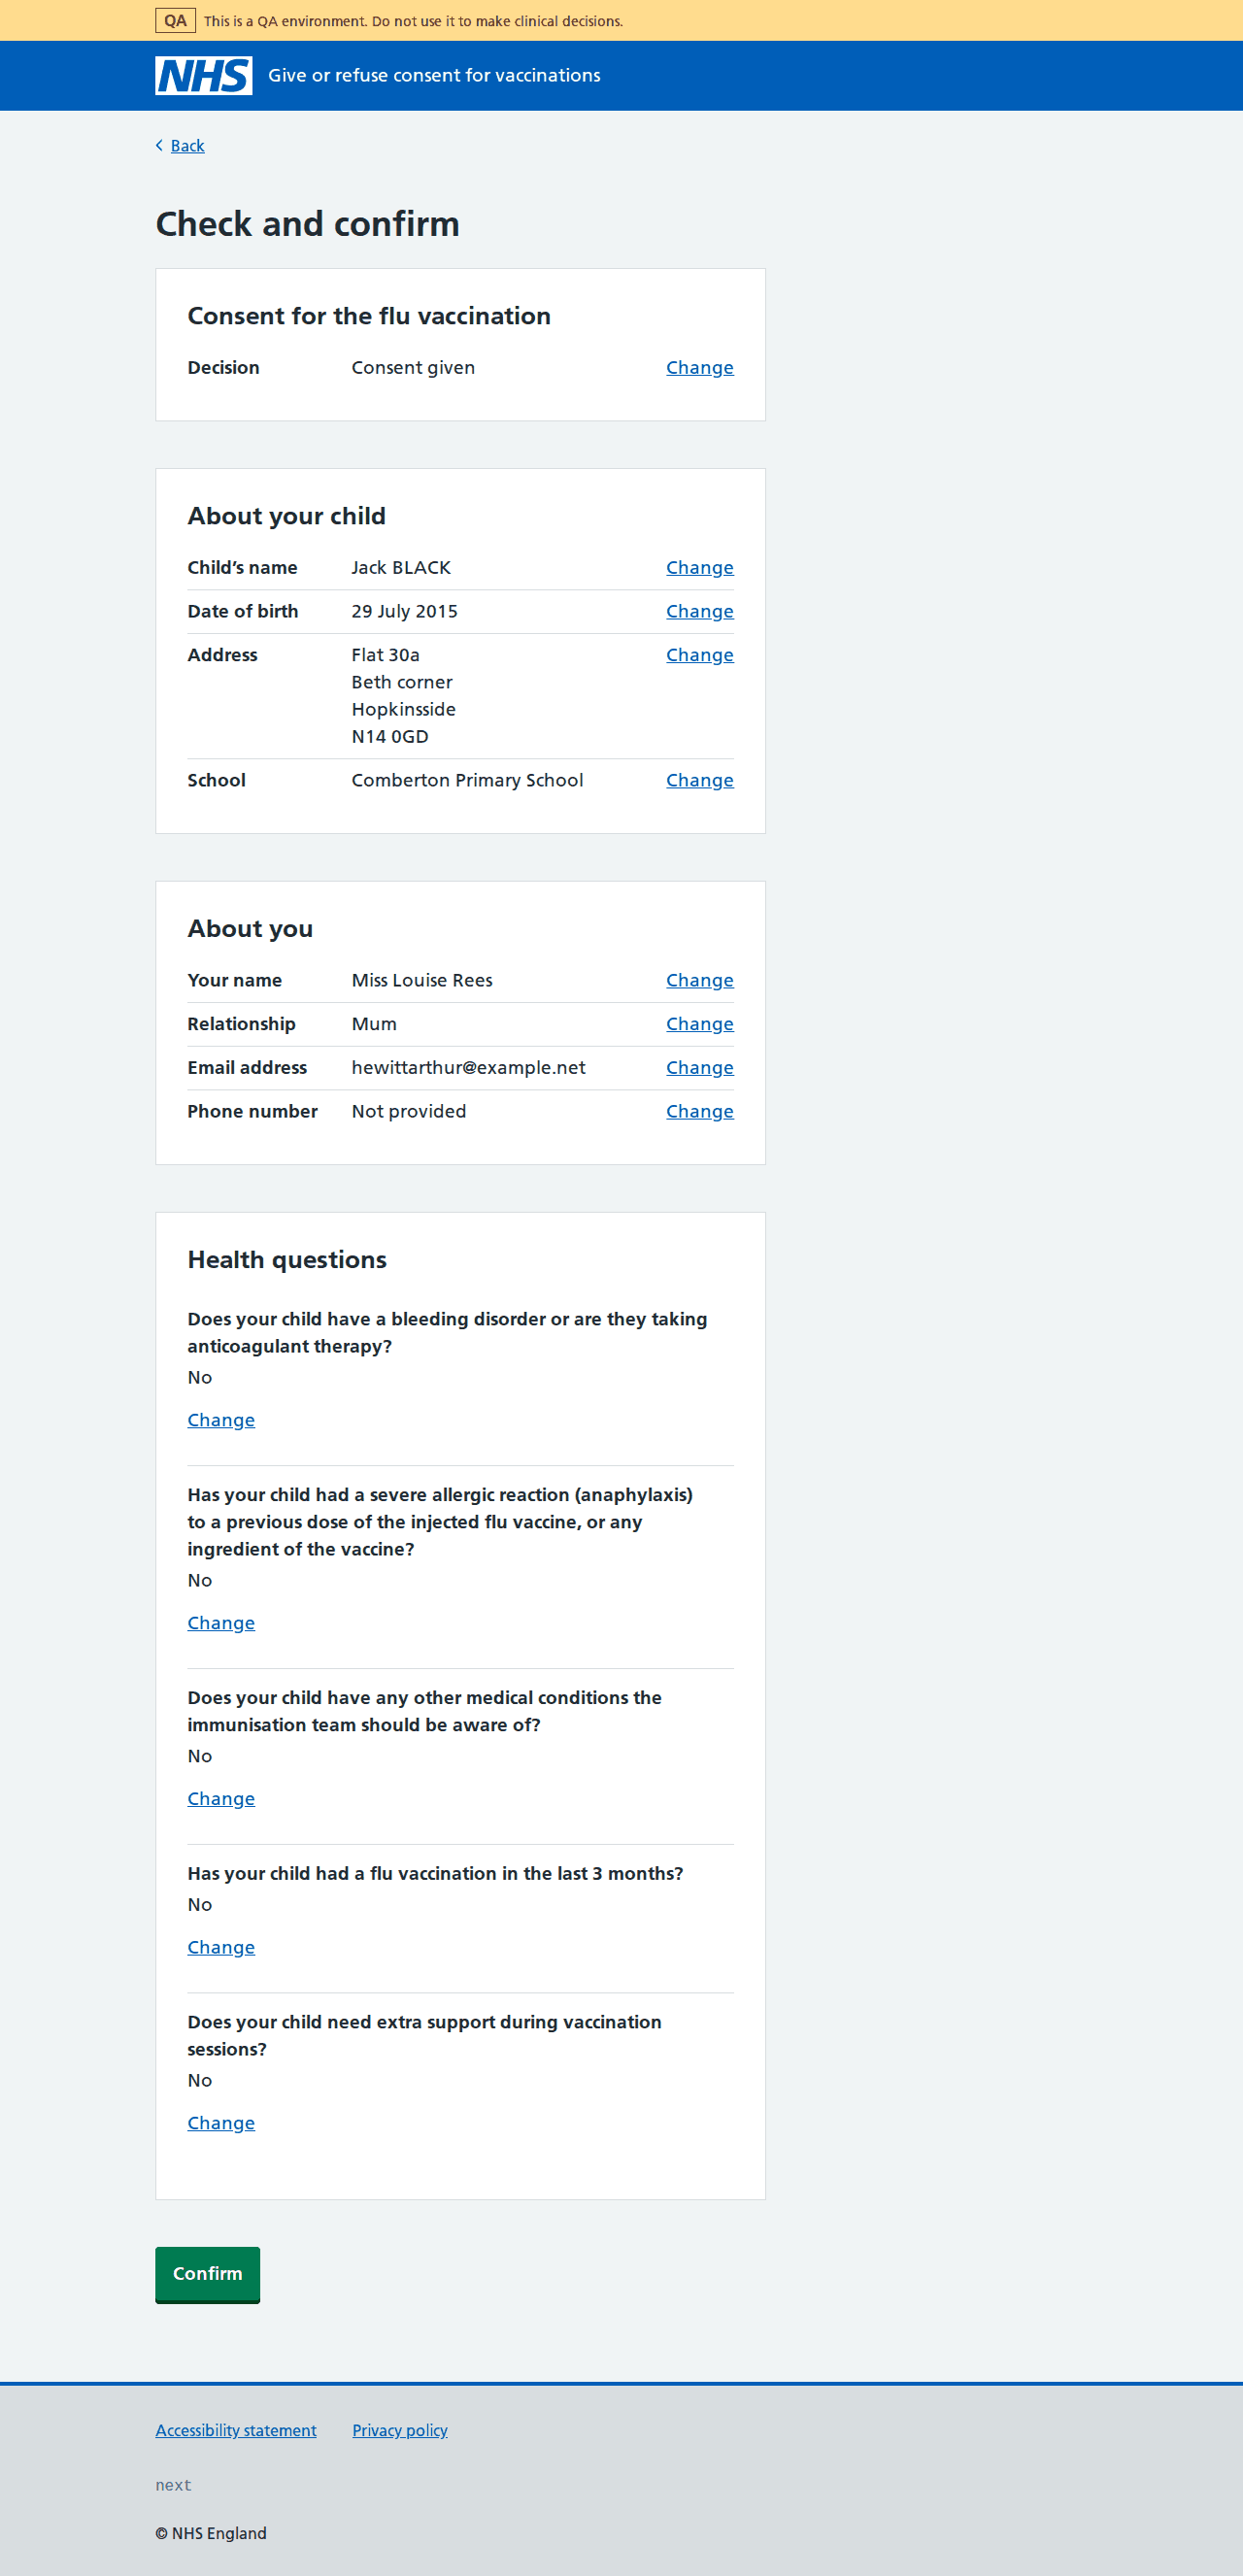 QA This is a QA environment. Do not use it to make clinical decisions.
NHS Give or refuse consent for vaccinations
Back
Check and confirm
Consent for the flu vaccination
Decision Consent given Change
About your child
Child’s name Jack BLACK Change
Date of birth 29 July 2015 Change
Address Flat 30a Change
Beth corner
Hopkinsside
N14 0GD
School Comberton Primary School Change
About you
Your name Miss Louise Rees Change
Relationship Mum Change
Email address hewittarthur@example.net Change
Phone number Not provided Change
Health questions
Does your child have a bleeding disorder or are they taking
anticoagulant therapy?
No
Change
Has your child had a severe allergic reaction (anaphylaxis)
to a previous dose of the injected flu vaccine, or any
ingredient of the vaccine?
No
Change
Does your child have any other medical conditions the
immunisation team should be aware of?
No
Change
Has your child had a flu vaccination in the last 3 months?
No
Change
Does your child need extra support during vaccination
sessions?
No
Change
Confirm
Accessibility statement Privacy policy
next
© NHS England